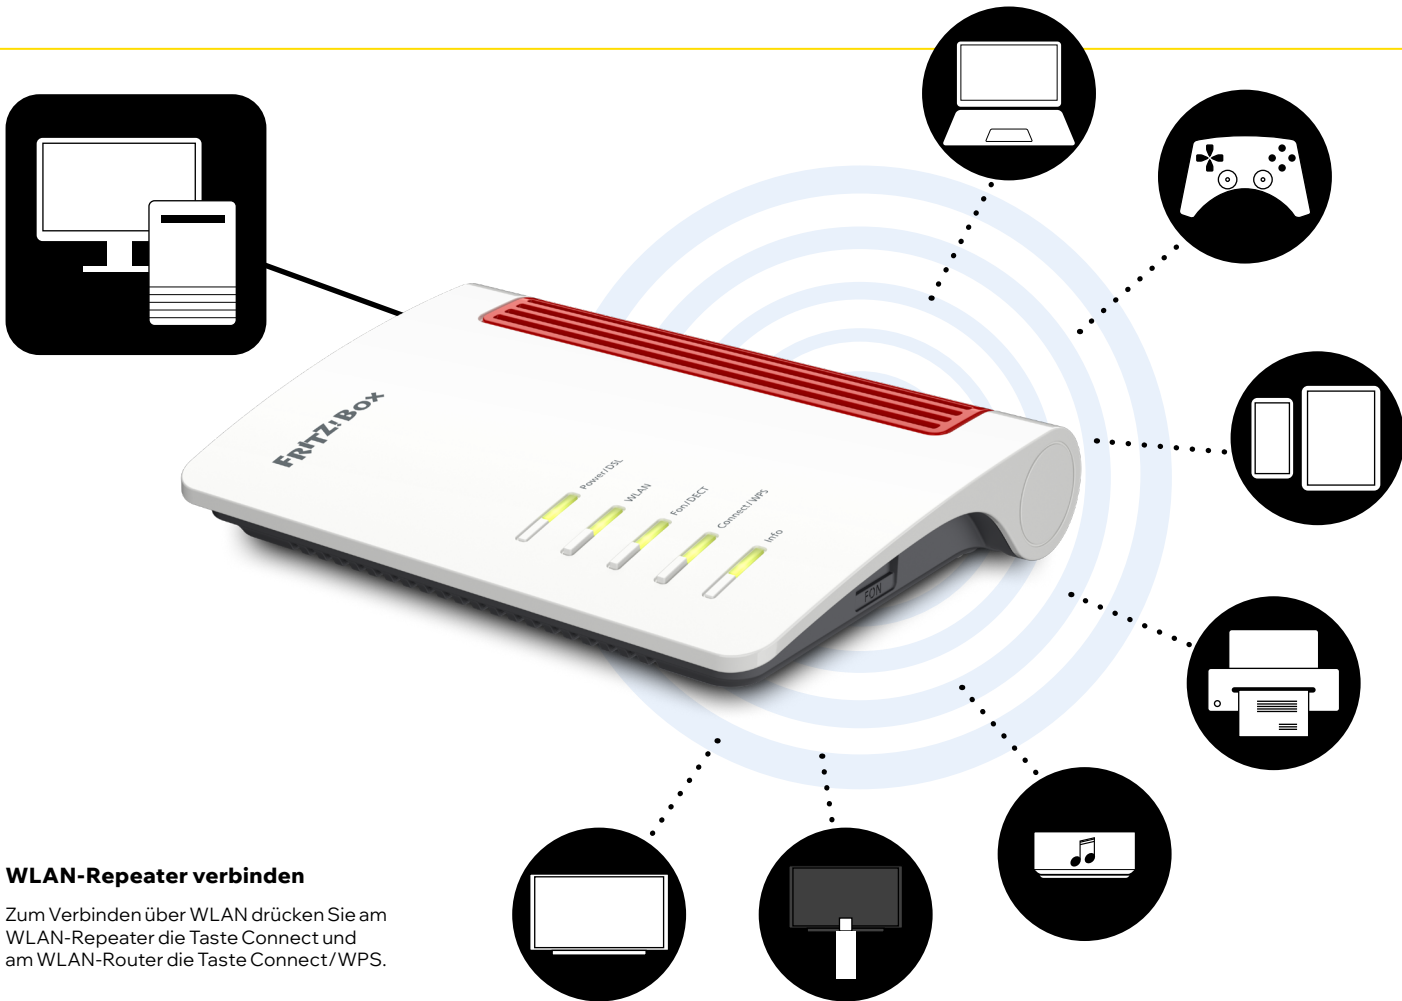 FRITZ!Box
Power/DSL
WLAN
Fon/DECT
Connect/WPS
Info
FON
WLAN-Repeater verbinden
Zum Verbinden über WLAN drücken Sie am
WLAN-Repeater die Taste Connect und
am WLAN-Router die Taste Connect/WPS.